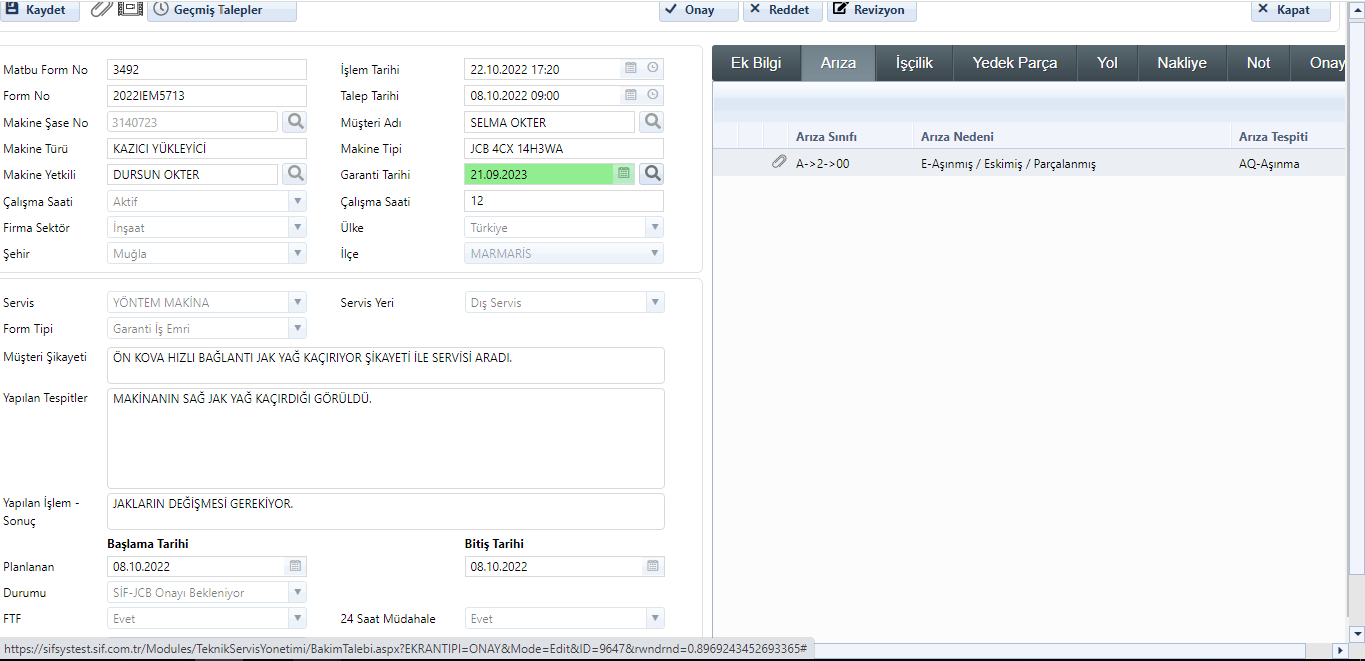 Kaydet Geçmiş Talepler Onay Reddet Revizyon Kapat
Matbu Form No 3492 İşlem Tarihi 22.10.2022 17:20
Form No 2022IEM5713 Talep Tarihi 08.10.2022 09:00
Makine Şase No 3140723 Müşteri Adı SELMA OKTER
Makine Türü KAZICI YÜKLEYİCİ Makine Tipi JCB 4CX 14H3WA
Makine Yetkili DURSUN OKTER Garanti Tarihi 21.09.2023
Çalışma Saati Aktif Çalışma Saati 12
Firma Sektör İnşaat Ülke Türkiye
Şehir Muğla İlçe MARMARİS
Servis YÖNTEM MAKİNA Servis Yeri Dış Servis
Form Tipi Garanti İş Emri
Müşteri Şikayeti ÖN KOVA HIZLI BAĞLANTI JAK YAĞ KAÇIRIYOR ŞİKAYETİ İLE SERVİSİ ARADI.
Yapılan Tespitler MAKİNANIN SAĞ JAK YAĞ KAÇIRDIĞI GÖRÜLDÜ.
Yapılan İşlem - JAKLARIN DEĞİŞMESİ GEREKİYOR.
Sonuç
Başlama Tarihi Bitiş Tarihi
Planlanan 08.10.2022 08.10.2022
Durumu SİF-JCB Onayı Bekleniyor
FTF Evet 24 Saat Müdahale Evet
Ek Bilgi Arıza İşçilik Yedek Parça Yol Nakliye Not Onay
Arıza Sınıfı Arıza Nedeni Arıza Tespiti
A->2->00 E-Aşınmış / Eskimiş / Parçalanmış AQ-Aşınma
https://sifsystest.sif.com.tr/Modules/TeknikServisYonetimi/BakimTalebi.aspx?EKRANTIPI=ONAY&Mode=Edit&ID=9647&rwndrnd=0.8969243452693365#